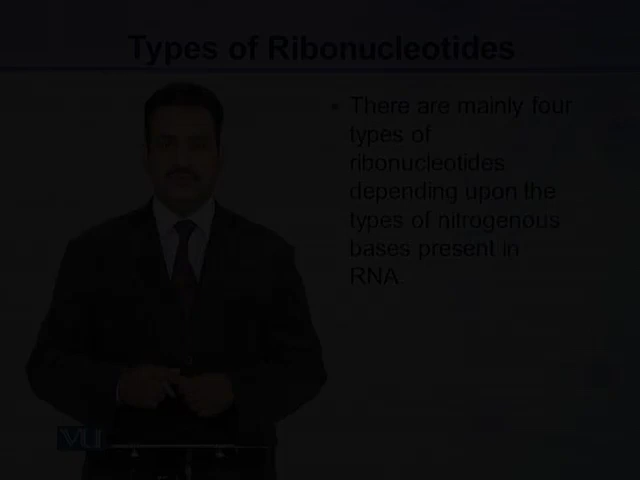 Types of Ribonucleotides
• There are mainly four
types of
ribonucleotides
depending upon the
types of nitrogenous
bases present in
RNA.
VU